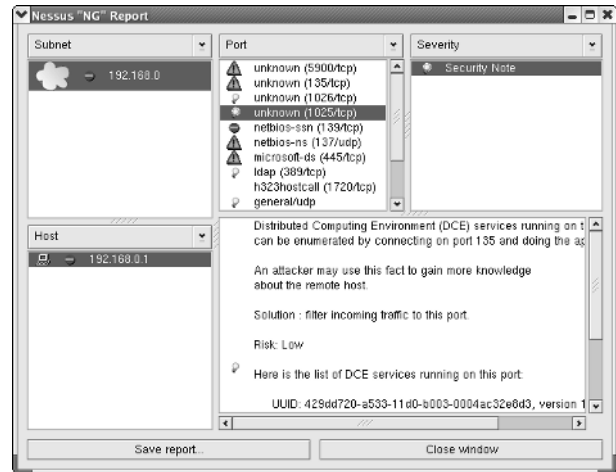 Nessus "NG" Report
Subnet
192.168.0
Port
unknown (5900/tcp)
unknown (135/tcp)
unknown (1026/tcp)
unknown (1025/tcp)
netbios-ssn (139/tcp)
netbios-ns (137/udp)
microsoft-ds (445/tcp)
ldap (389/tcp)
h323hostcall (1720/tcp)
general/udp
Severity
Security Note
Host
192.168.0.1
Distributed Computing Environment (DCE) services running on t
can be enumerated by connecting on port 135 and doing the ap
An attacker may use this fact to gain more knowledge
about the remote host.
Solution : filter incoming traffic to this port.
Risk: Low
Here is the list of DCE services running on this port:
UUID: 429dd720-a533-11d0-b003-0004ac32e8d3, version 1
Save report...
Close window